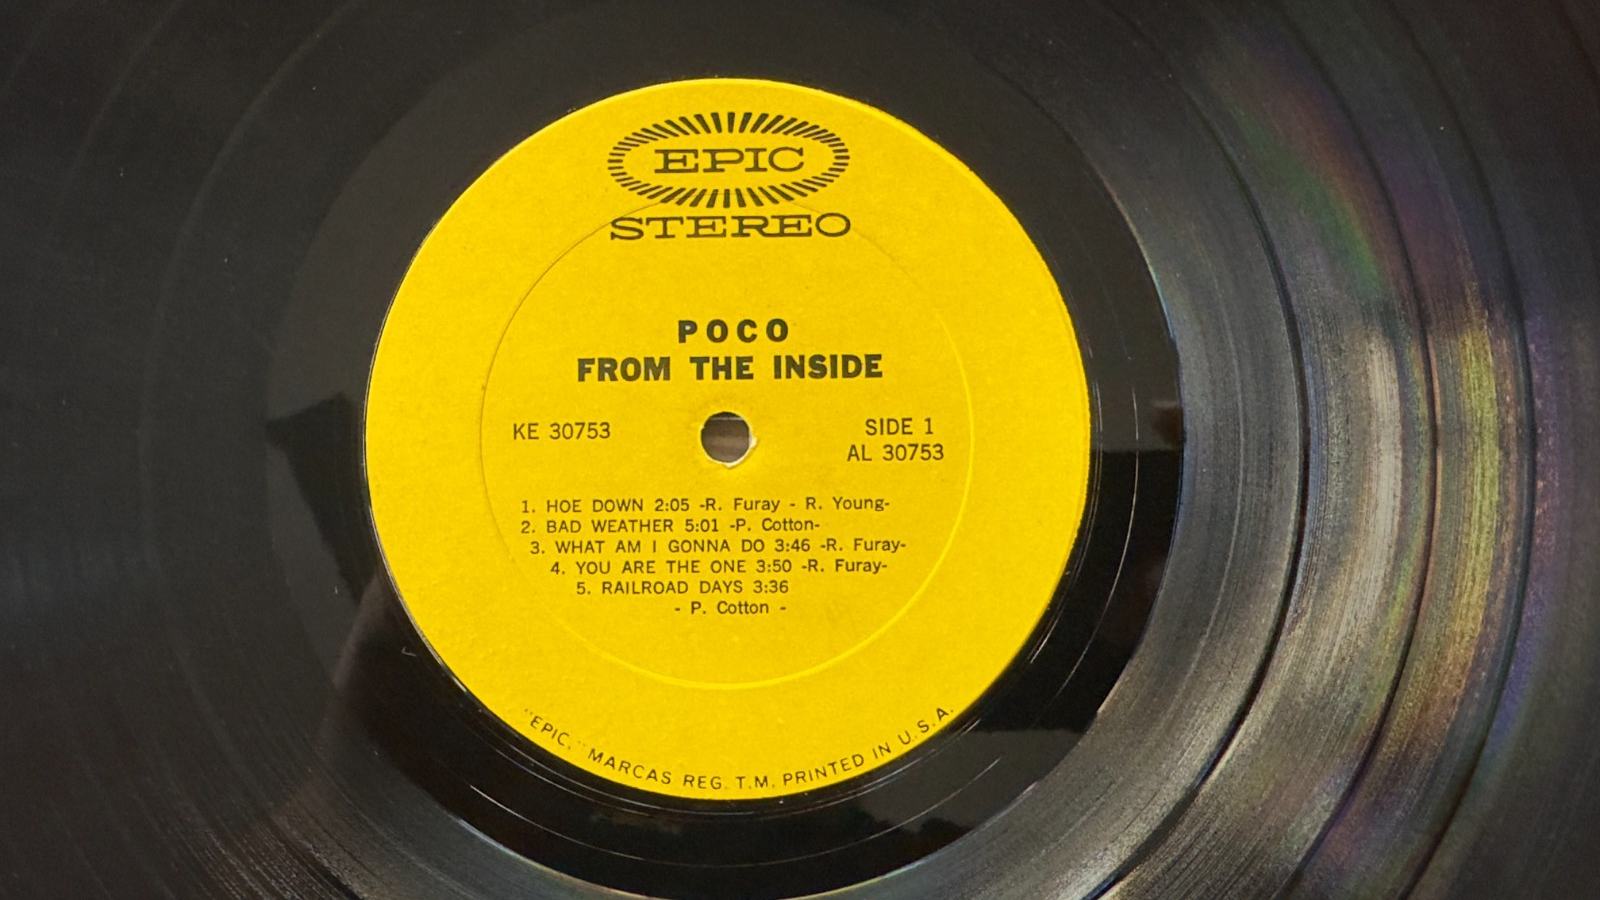 EPIC
STEREO
POCO
FROM THE INSIDE
KE 30753
SIDE 1
AL 30753
1. HOE DOWN 2:05 -R. Furay - R. Young-
2. BAD WEATHER 5:01 -P. Cotton-
3. WHAT AM I GONNA DO 3:46 -R. Furay-
4. YOU ARE THE ONE 3:50 -R. Furay-
5. RAILROAD DAYS 3:36
- P. Cotton -
"EPIC," MARCAS REG. T.M. PRINTED IN U.S.A.